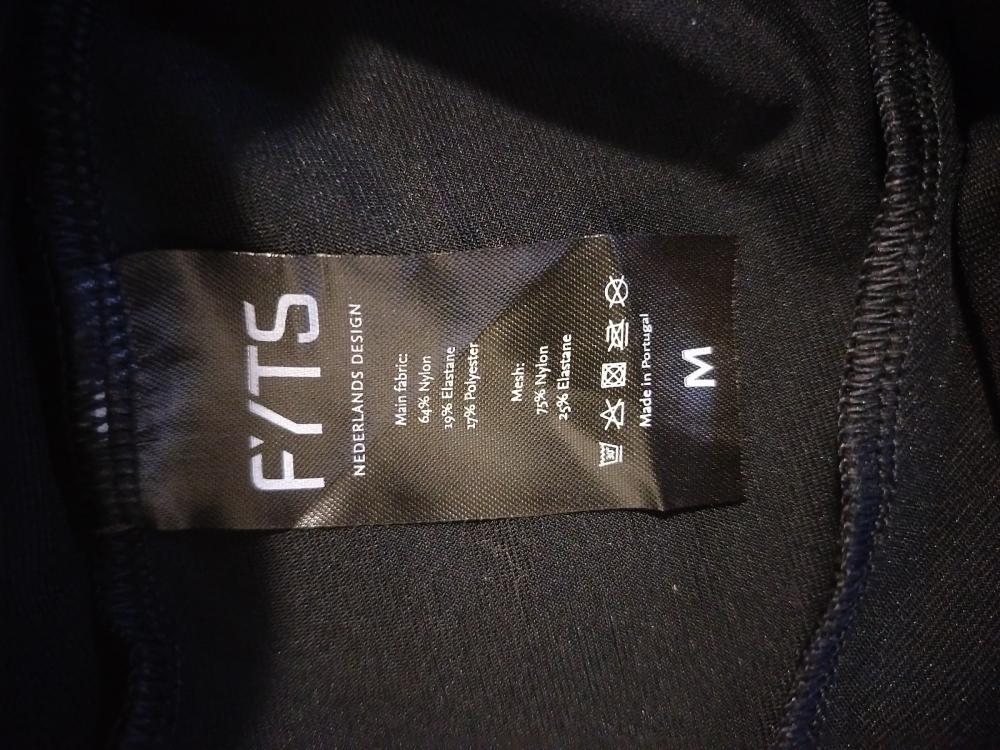 FYTS
NEDERLANDS DESIGN
Main fabric:
64% Nylon
19% Elastane
17% Polyester
Mesh:
75% Nylon
25% Elastane
Made in Portugal
M